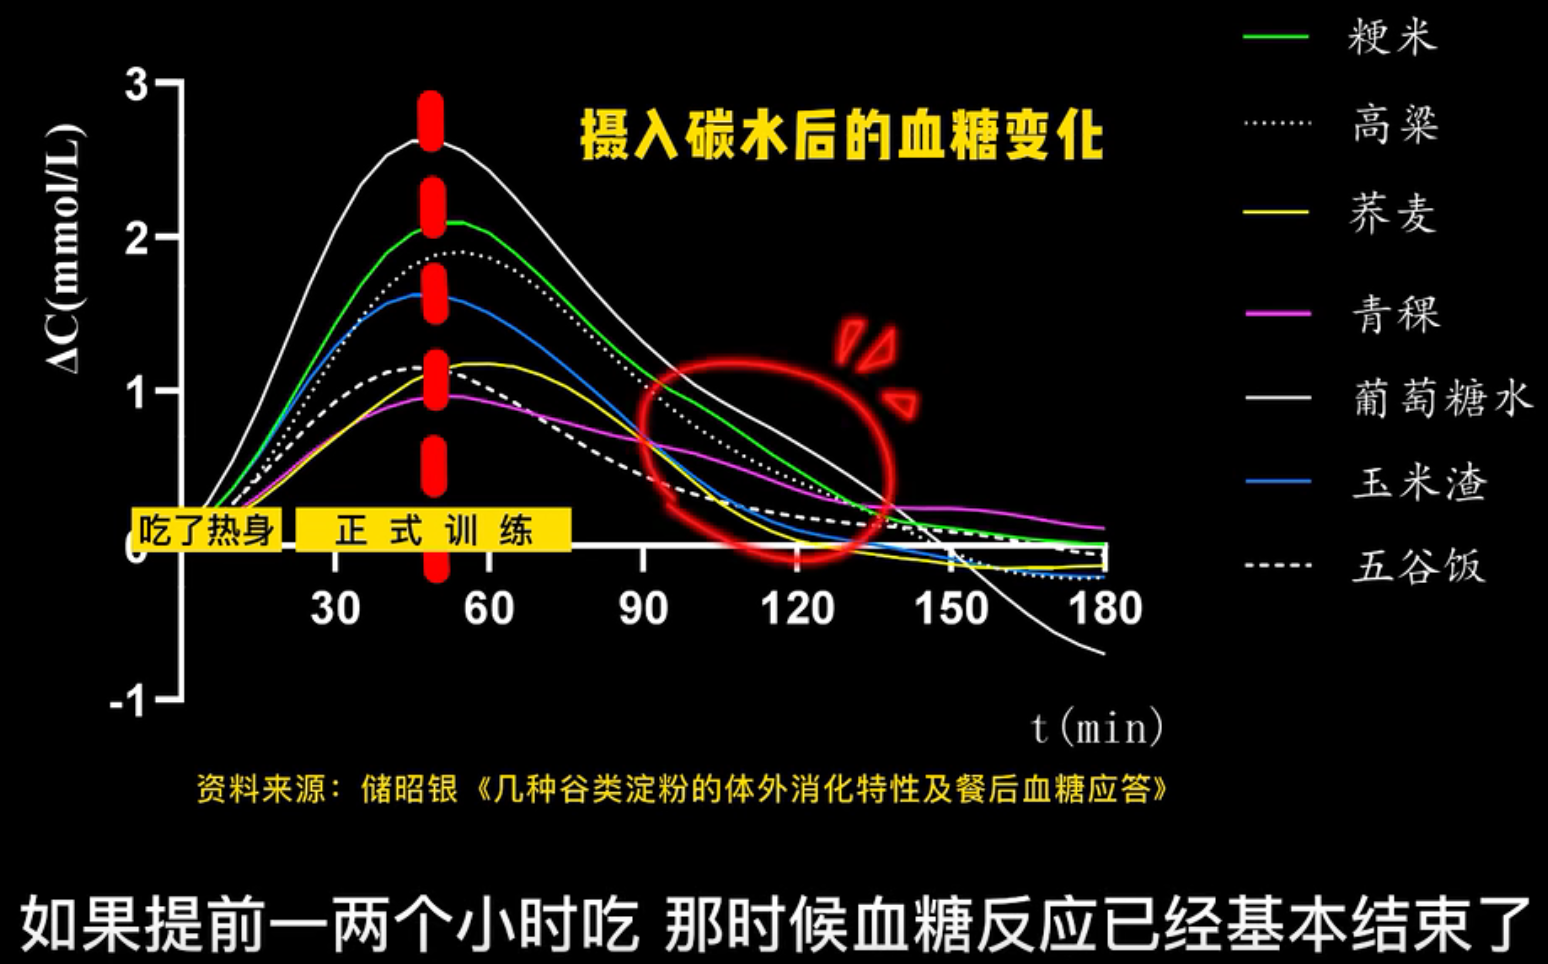 摄入碳水后的血糖变化
ΔC(mmol/L)
3
2
1
0
-1
吃了热身
正式训练
30
60
90
120
150
180
t(min)
粳米
高粱
荞麦
青稞
葡萄糖水
玉米渣
五谷饭
资料来源：储昭银《几种谷类淀粉的体外消化特性及餐后血糖应答》
如果提前一两个小时吃 那时候血糖反应已经基本结束了